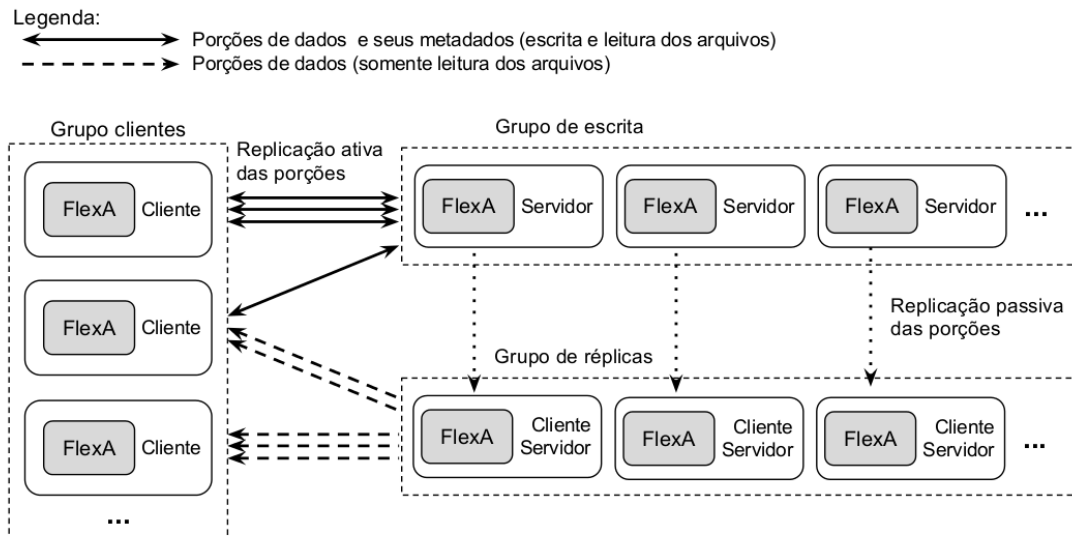 Legenda:
Porções de dados e seus metadados (escrita e leitura dos arquivos)
Porções de dados (somente leitura dos arquivos)
Grupo clientes
Grupo de escrita
Replicação ativa
das porções
FlexA Cliente
FlexA Servidor
FlexA Servidor
FlexA Servidor
...
FlexA Cliente
Replicação passiva
das porções
Grupo de réplicas
FlexA Cliente
FlexA Cliente
Servidor
FlexA Cliente
Servidor
FlexA Cliente
Servidor
...
...